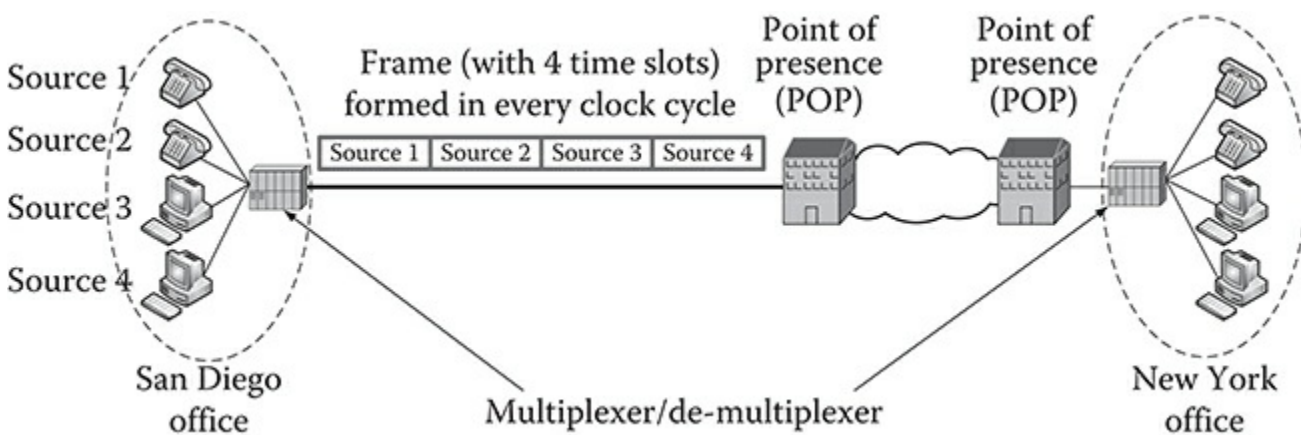 Source 1
Source 2
Source 3
Source 4
San Diego
office
Frame (with 4 time slots)
formed in every clock cycle
Source 1 Source 2 Source 3 Source 4
Point of
presence
(POP)
Point of
presence
(POP)
Multiplexer/de-multiplexer
New York
office